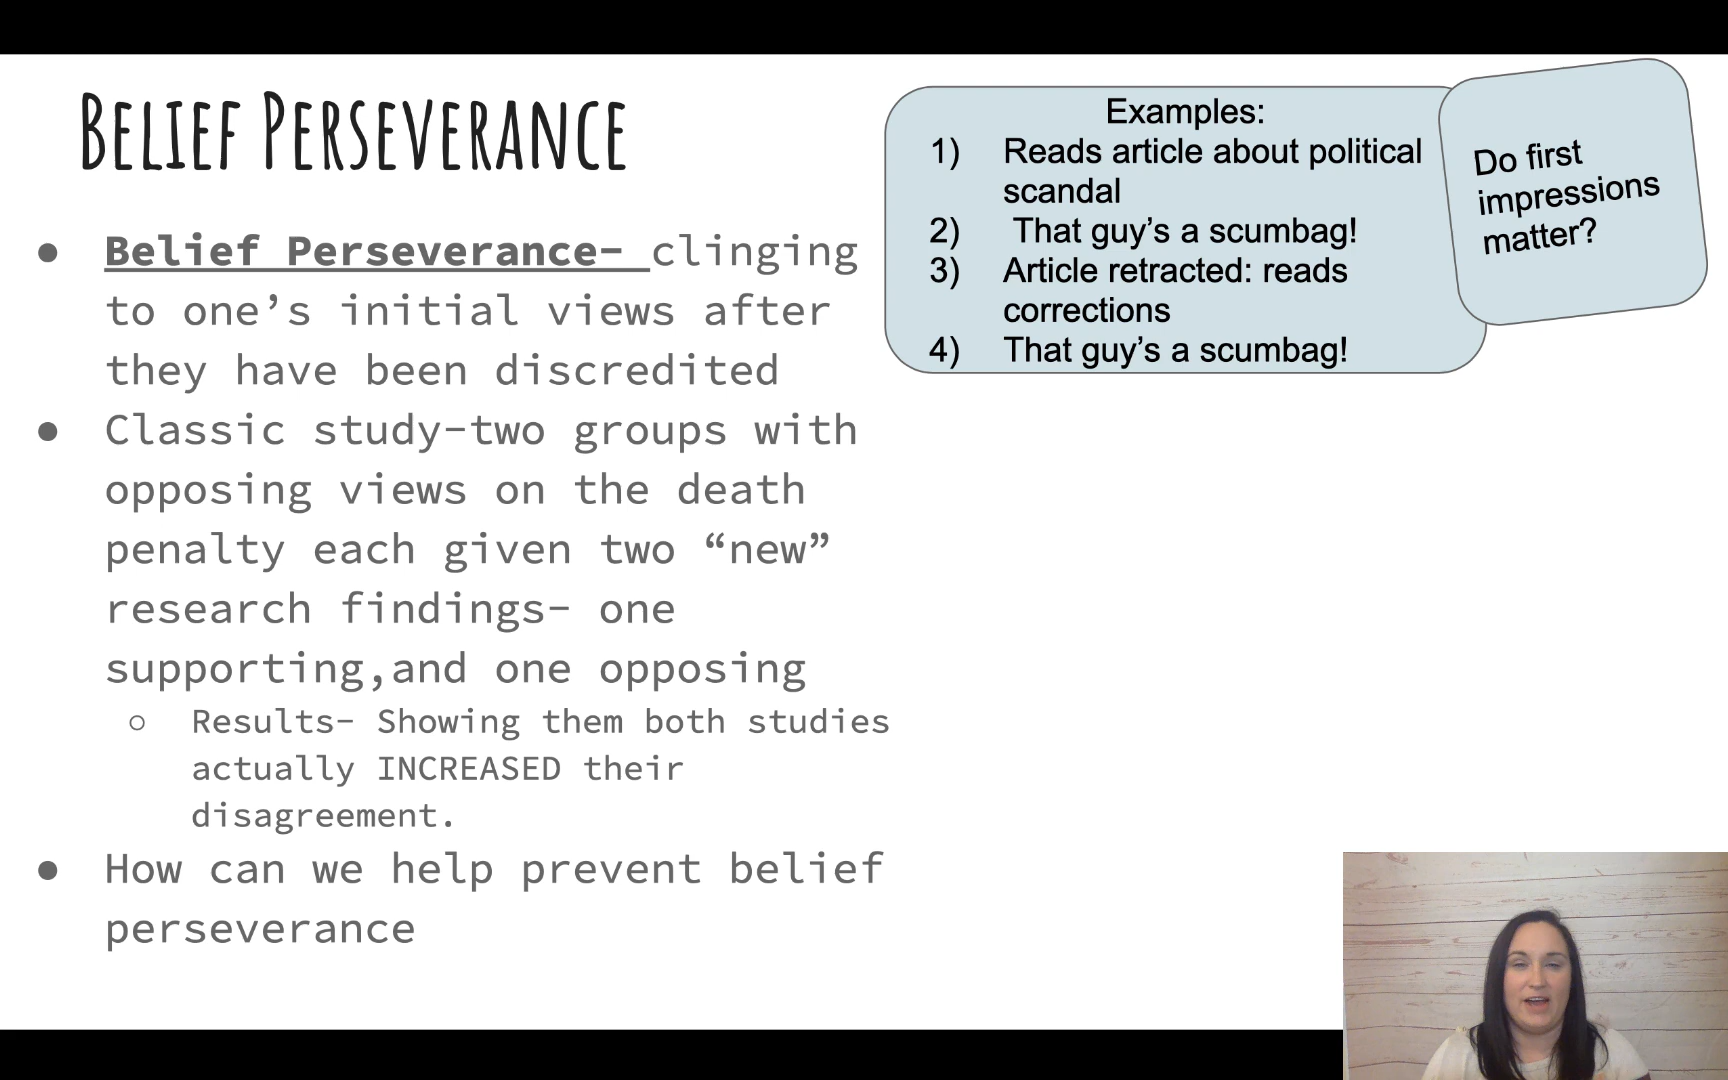 Belief Perseverance
● Belief Perseverance- clinging
to one’s initial views after
they have been discredited
● Classic study-two groups with
opposing views on the death
penalty each given two “new”
research findings- one
supporting,and one opposing
○ Results- Showing them both studies
actually INCREASED their
disagreement.
● How can we help prevent belief
perseverance
Examples:
1) Reads article about political
scandal
2) That guy’s a scumbag!
3) Article retracted: reads
corrections
4) That guy’s a scumbag!
Do first
impressions
matter?